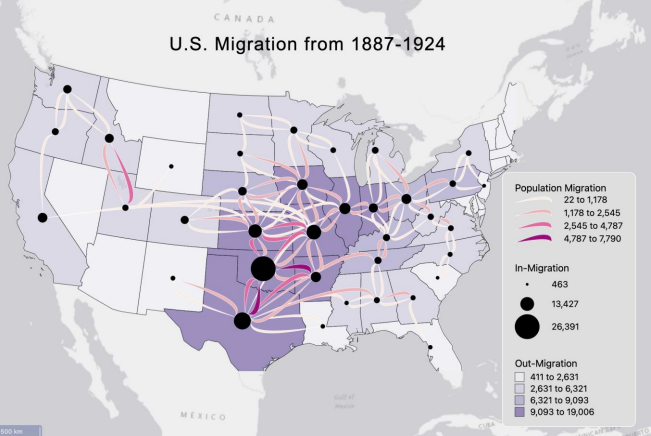 CANADA
U.S. Migration from 1887-1924
Population Migration
22 to 1,178
1,178 to 2,545
2,545 to 4,787
4,787 to 7,790
In-Migration
463
13,427
26,391
Out-Migration
411 to 2,631
2,631 to 6,321
6,321 to 9,093
9,093 to 19,006
Gulf of
Mexico
MÉXICO
CUBA
500 km